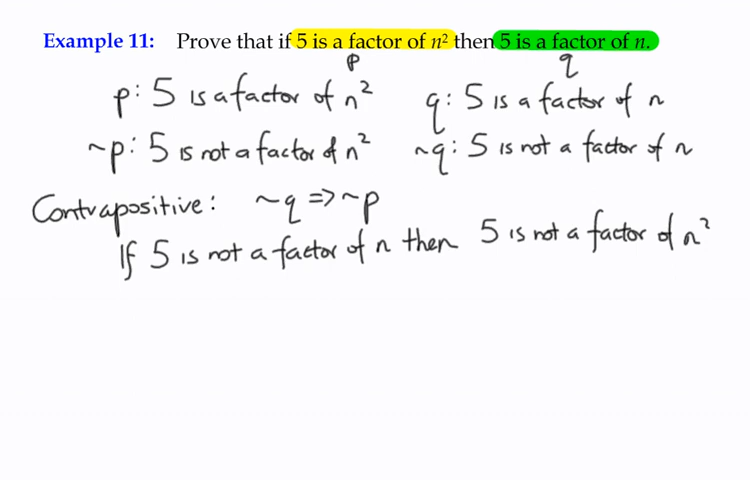 Example 11: Prove that if 5 is a factor of n² then 5 is a factor of n.
p q
p: 5 is a factor of n² q: 5 is a factor of n
~p: 5 is not a factor of n² ~q: 5 is not a factor of n
Contrapositive: ~q => ~p
If 5 is not a factor of n then 5 is not a factor of n²